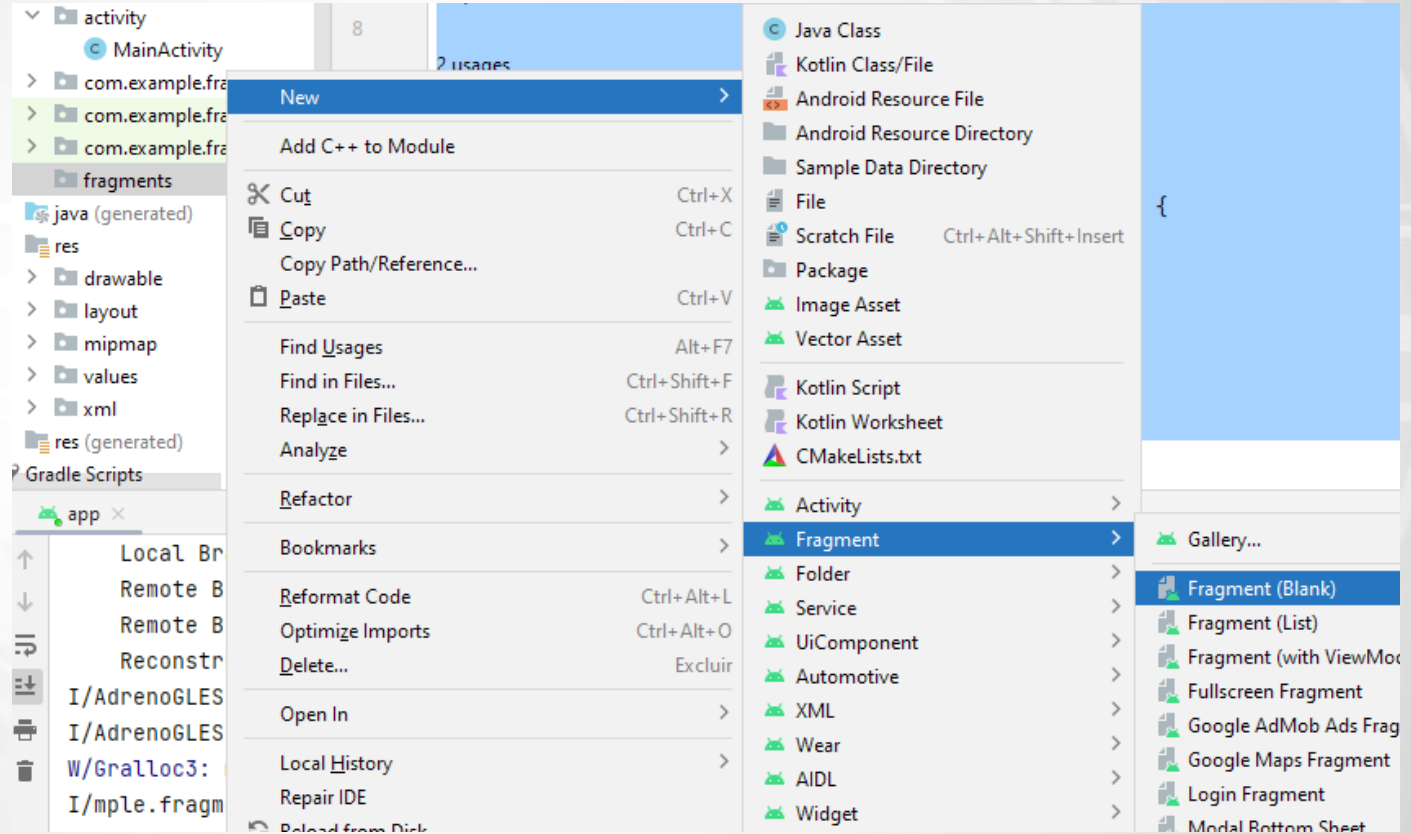 activity
MainActivity
com.example.fra
com.example.fra
com.example.fra
fragments
java (generated)
res
drawable
layout
mipmap
values
xml
res (generated)
Gradle Scripts
app
Local Br
Remote B
Remote B
Reconstr
I/AdrenoGLES
I/AdrenoGLES
W/Gralloc3:
I/mple.fragm
8
2 usages
{
New
Add C++ to Module
Cut Ctrl+X
Copy Ctrl+C
Copy Path/Reference...
Paste Ctrl+V
Find Usages Alt+F7
Find in Files... Ctrl+Shift+F
Replace in Files... Ctrl+Shift+R
Analyze
Refactor
Bookmarks
Reformat Code Ctrl+Alt+L
Optimize Imports Ctrl+Alt+O
Delete... Excluir
Open In
Local History
Repair IDE
Reload from Disk
Java Class
Kotlin Class/File
Android Resource File
Android Resource Directory
Sample Data Directory
File
Scratch File Ctrl+Alt+Shift+Insert
Package
Image Asset
Vector Asset
Kotlin Script
Kotlin Worksheet
CMakeLists.txt
Activity
Fragment
Folder
Service
UiComponent
Automotive
XML
Wear
AIDL
Widget
Gallery...
Fragment (Blank)
Fragment (List)
Fragment (with ViewMod
Fullscreen Fragment
Google AdMob Ads Frag
Google Maps Fragment
Login Fragment
Modal Bottom Sheet